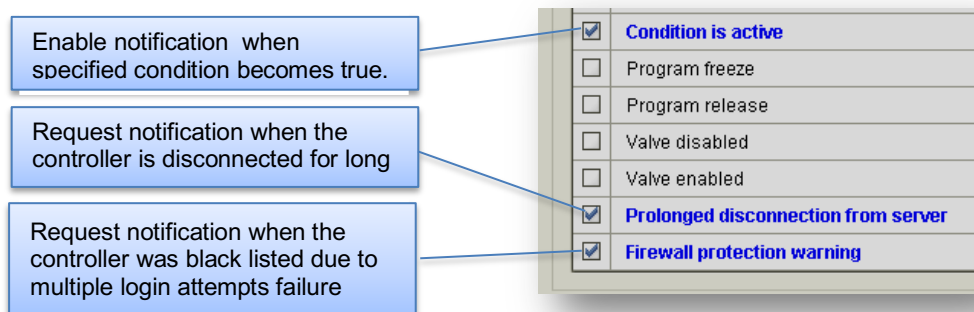 Enable notification when
specified condition becomes true.
Request notification when the
controller is disconnected for long
Request notification when the
controller was black listed due to
multiple login attempts failure
Condition is active
Program freeze
Program release
Valve disabled
Valve enabled
Prolonged disconnection from server
Firewall protection warning